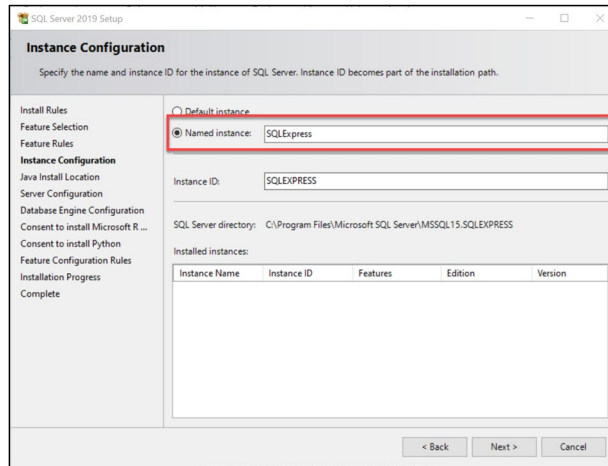 SQL Server 2019 Setup
Instance Configuration
Specify the name and instance ID for the instance of SQL Server. Instance ID becomes part of the installation path.
Install Rules
Feature Selection
Feature Rules
Instance Configuration
Java Install Location
Server Configuration
Database Engine Configuration
Consent to install Microsoft R ...
Consent to install Python
Feature Configuration Rules
Installation Progress
Complete
Default instance
Named instance: SQLExpress
Instance ID: SQLEXPRESS
SQL Server directory: C:\Program Files\Microsoft SQL Server\MSSQL15.SQLEXPRESS
Installed instances:
Instance Name Instance ID Features Edition Version
< Back Next > Cancel